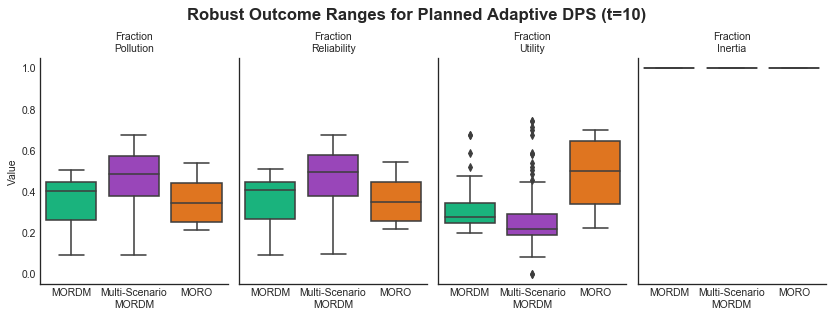 Robust Outcome Ranges for Planned Adaptive DPS (t=10)
Fraction
Pollution
Fraction
Reliability
Fraction
Utility
Fraction
Inertia
Value
1.0
0.8
0.6
0.4
0.2
0.0
MORDM
Multi-Scenario
MORDM
MORO
MORDM
Multi-Scenario
MORDM
MORO
MORDM
Multi-Scenario
MORDM
MORO
MORDM
Multi-Scenario
MORDM
MORO